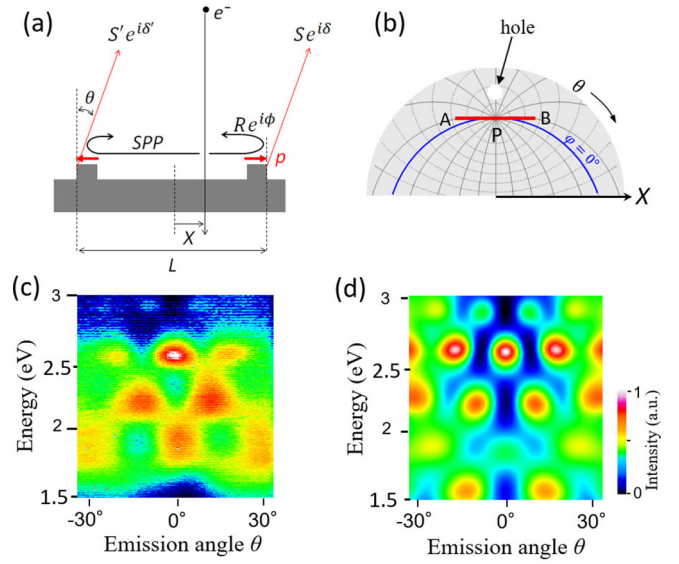 (a)
e⁻
S'e^{iδ'}
Se^{iδ}
θ
Re^{iϕ}
SPP
p
X
L
(b)
hole
θ
A
B
P
φ = 0°
X
(c)
3
2.5
2
1.5
Energy (eV)
-30°
0°
30°
Emission angle θ
(d)
3
2.5
2
1.5
Energy (eV)
-30°
0°
30°
Emission angle θ
1
0
Intensity (a.u.)